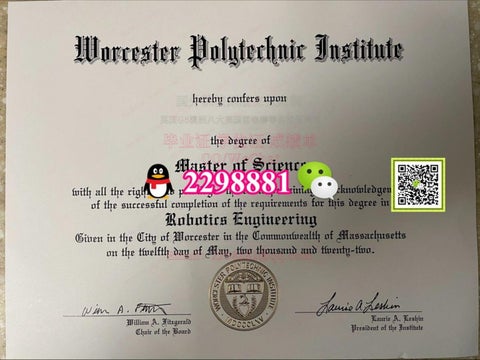 Worcester Polytechnic Institute
hereby confers upon
the degree of
Master of Science
2298881
with all the
of the successful completion of the requirements for this degree in
Robotics Engineering
Given in the City of Worcester in the Commonwealth of Massachusetts
on the twelfth day of May, two thousand and twenty-two.
William A. Fitzgerald
Chair of the Board
Laurie A. Leshin
President of the Institute